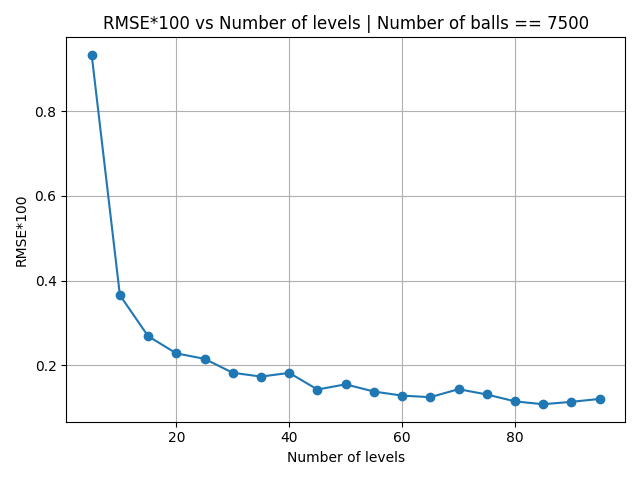 RMSE*100 vs Number of levels | Number of balls == 7500
0.8
0.6
0.4
0.2
RMSE*100
20 40 60 80
Number of levels